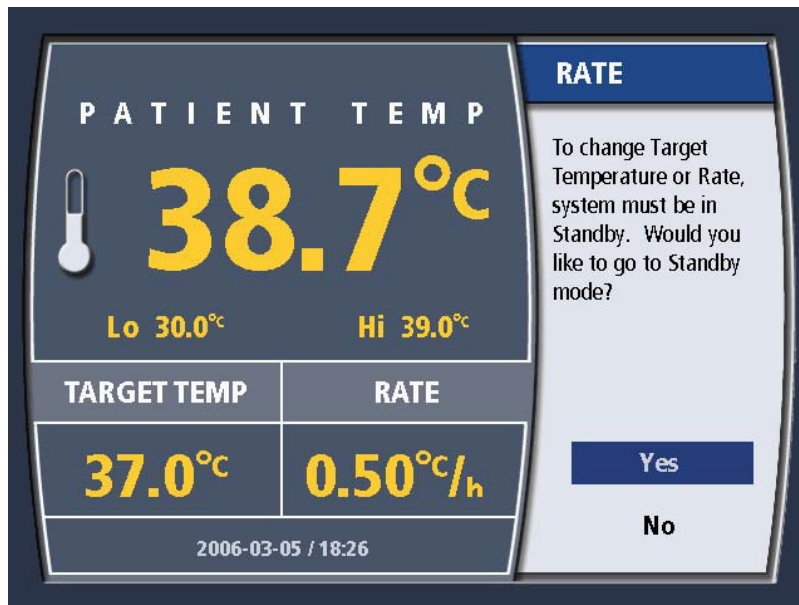 PATIENT TEMP
38.7°C
Lo 30.0°C
Hi 39.0°C
TARGET TEMP
RATE
37.0°C
0.50°C/h
2006-03-05 / 18:26
RATE
To change Target
Temperature or Rate,
system must be in
Standby. Would you
like to go to Standby
mode?
Yes
No